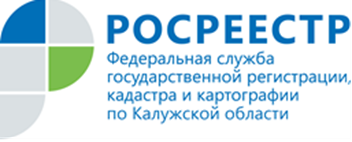 РОСРЕЕСТР
Федеральная служба
государственной регистрации,
кадастра и картографии
по Калужской области